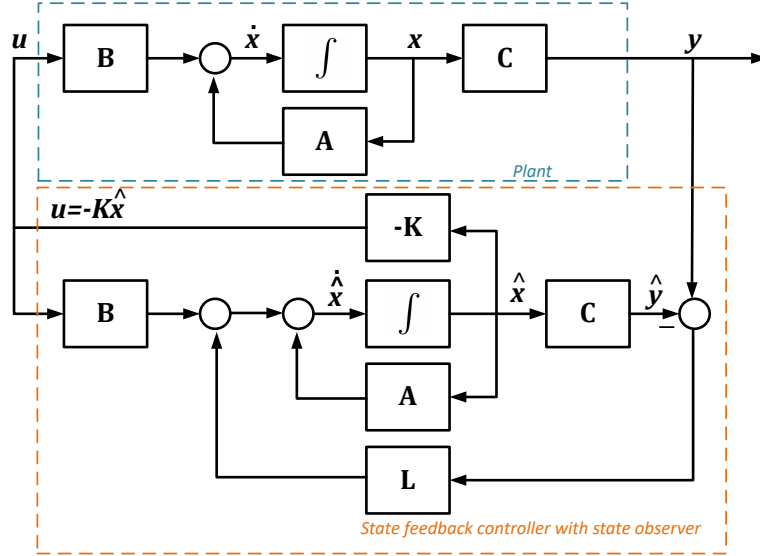 u B ẋ ∫ x C y
A
Plant
u=-Kx̂
-K
B x̂̇ ∫ x̂ C ŷ
−
A
L
State feedback controller with state observer